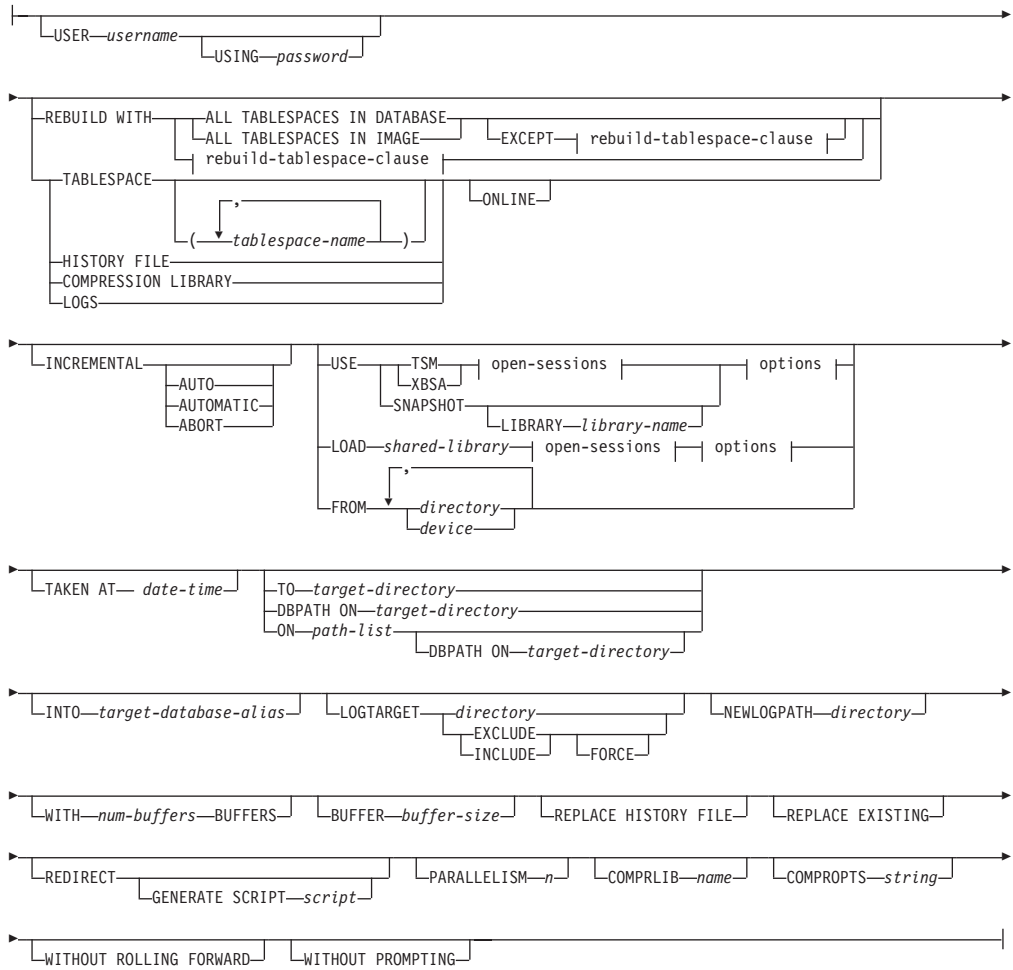 USER username
USING password
REBUILD WITH ALL TABLESPACES IN DATABASE
ALL TABLESPACES IN IMAGE EXCEPT rebuild-tablespace-clause
rebuild-tablespace-clause
TABLESPACE
ONLINE
,
( tablespace-name )
HISTORY FILE
COMPRESSION LIBRARY
LOGS
INCREMENTAL
AUTO
AUTOMATIC
ABORT
USE TSM open-sessions options
XBSA
SNAPSHOT
LIBRARY library-name
LOAD shared-library open-sessions options
,
FROM directory
device
TAKEN AT date-time
TO target-directory
DBPATH ON target-directory
ON path-list
DBPATH ON target-directory
INTO target-database-alias LOGTARGET directory NEWLOGPATH directory
EXCLUDE
INCLUDE FORCE
WITH num-buffers BUFFERS BUFFER buffer-size REPLACE HISTORY FILE REPLACE EXISTING
REDIRECT PARALLELISM n COMPRLIB name COMPROPTS string
GENERATE SCRIPT script
WITHOUT ROLLING FORWARD WITHOUT PROMPTING